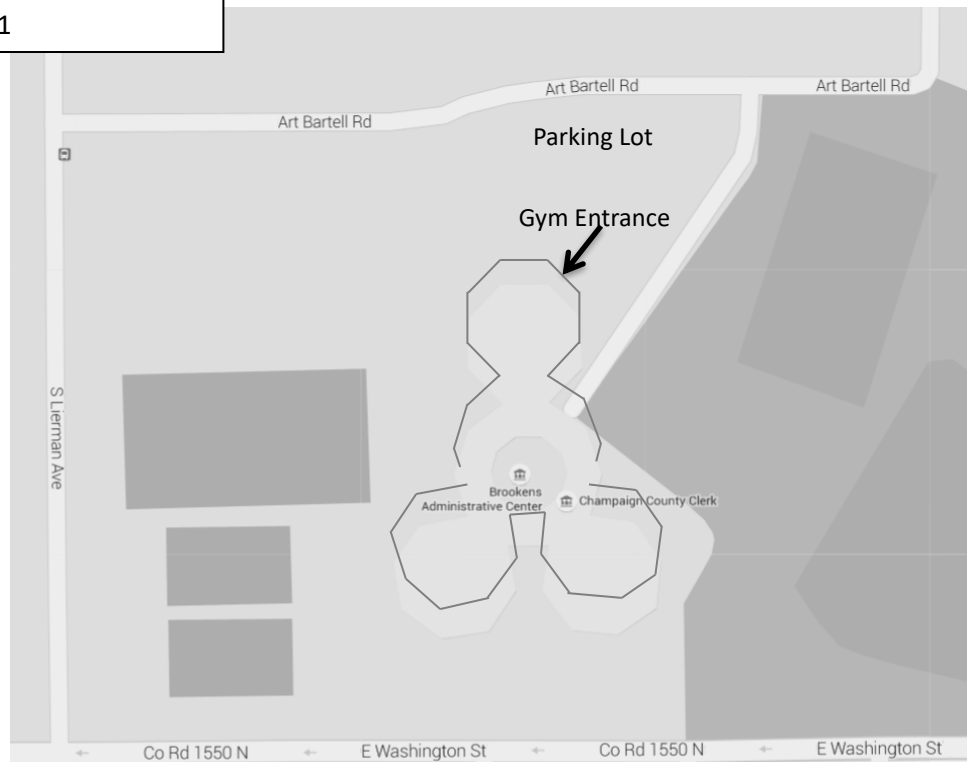 1
Art Bartell Rd
Art Bartell Rd
Art Bartell Rd
Parking Lot
Gym Entrance
S Lierman Ave
Brookens
Administrative Center
Champaign County Clerk
Co Rd 1550 N
E Washington St
Co Rd 1550 N
E Washington St